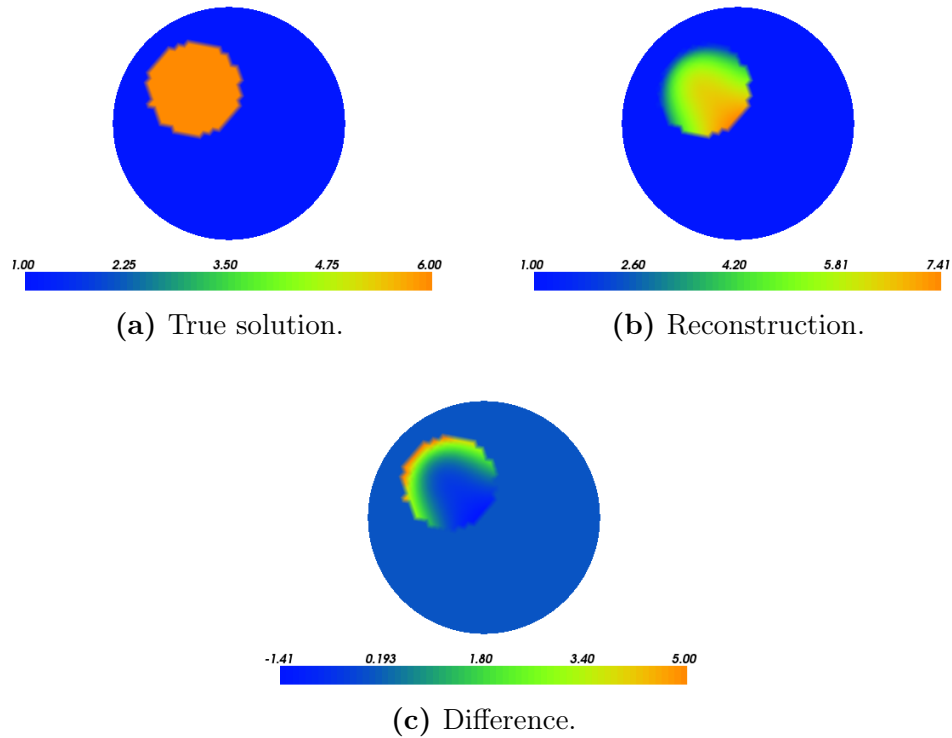 1.00 2.25 3.50 4.75 6.00
(a) True solution.
1.00 2.60 4.20 5.81 7.41
(b) Reconstruction.
-1.41 0.193 1.80 3.40 5.00
(c) Difference.